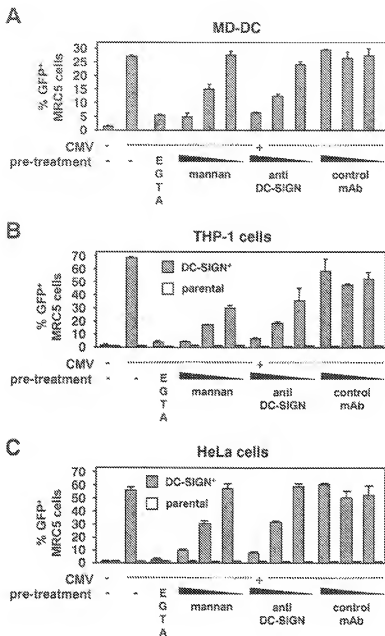 A
MD-DC
% GFP+
MRC5 cells
30
25
20
15
10
5
0
- -
CMV - +
pre-treatment - - EGTA mannan anti DC-SIGN control mAb
B
THP-1 cells
% GFP+
MRC5 cells
70
60
50
40
30
20
10
0
DC-SIGN+
parental
CMV - +
pre-treatment - - EGTA mannan anti DC-SIGN control mAb
C
HeLa cells
% GFP+
MRC5 cells
70
60
50
40
30
20
10
0
DC-SIGN+
parental
CMV - +
pre-treatment - - EGTA mannan anti DC-SIGN control mAb